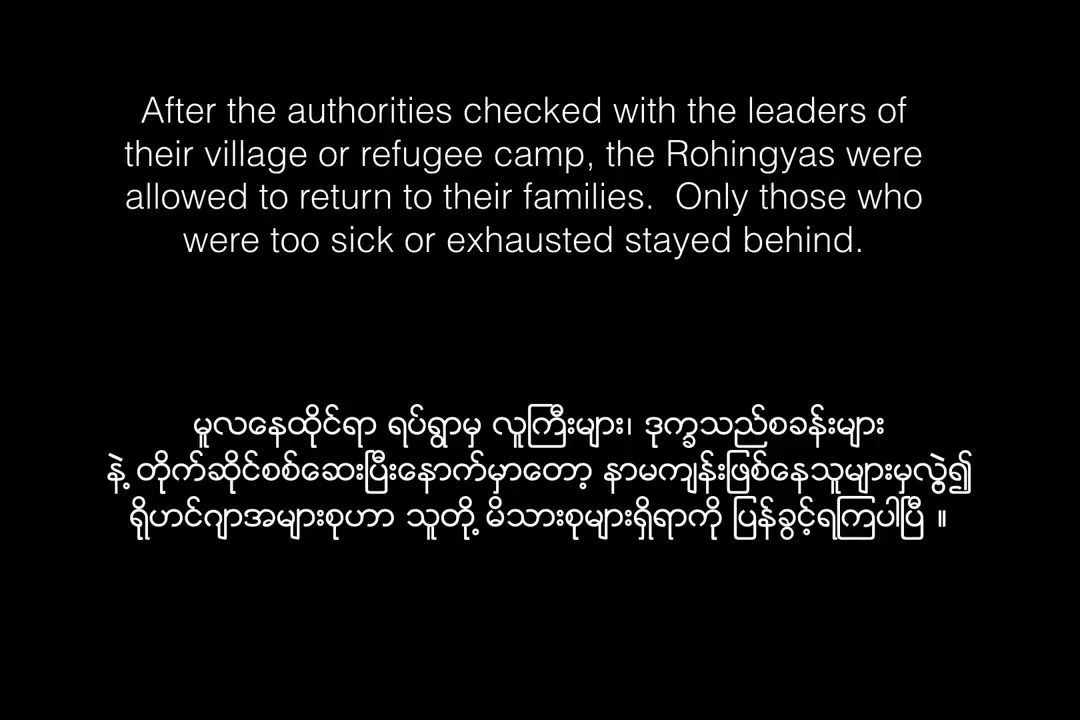 After the authorities checked with the leaders of
their village or refugee camp, the Rohingyas were
allowed to return to their families.  Only those who
were too sick or exhausted stayed behind.
မူလနေထိုင်ရာ ရပ်ရွာမှ လူကြီးများ၊ ဒုက္ခသည်စခန်းများ
နဲ့ တိုက်ဆိုင်စစ်ဆေးပြီးနောက်မှာတော့ နာမကျန်းဖြစ်နေသူများမှလွဲ၍
ရိုဟင်ဂျာအများစုဟာ သူတို့ မိသားစုများရှိရာကို ပြန်ခွင့်ရကြပါပြီ ။